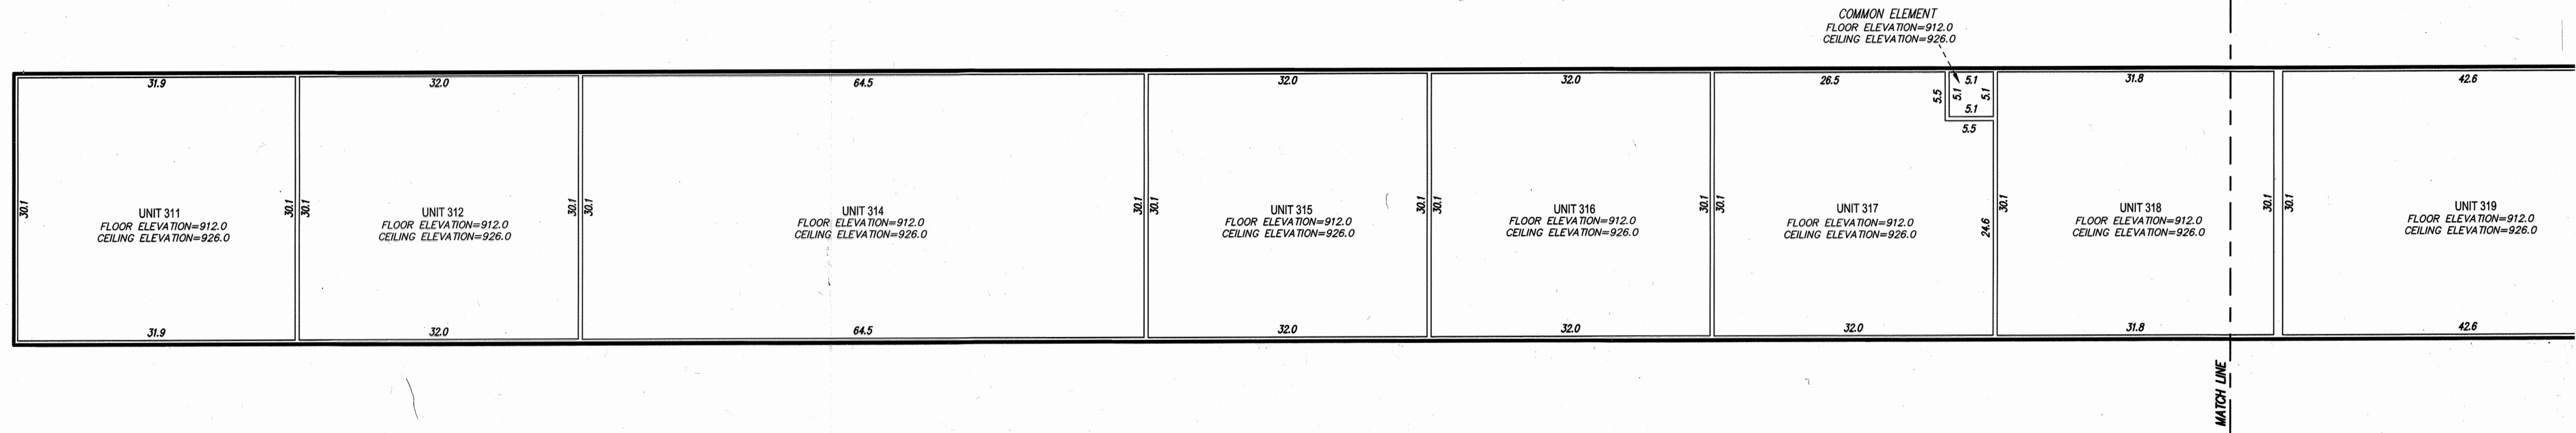 COMMON ELEMENT
FLOOR ELEVATION=912.0
CEILING ELEVATION=926.0
31.9
32.0
64.5
32.0
32.0
26.5
5.1
31.8
42.6
5.5
5.1
5.1
5.1
5.5
30.1
30.1
30.1
30.1
30.1
30.1
30.1
30.1
30.1
30.1
30.1
24.6
30.1
30.1
30.1
UNIT 311
FLOOR ELEVATION=912.0
CEILING ELEVATION=926.0
UNIT 312
FLOOR ELEVATION=912.0
CEILING ELEVATION=926.0
UNIT 314
FLOOR ELEVATION=912.0
CEILING ELEVATION=926.0
UNIT 315
FLOOR ELEVATION=912.0
CEILING ELEVATION=926.0
UNIT 316
FLOOR ELEVATION=912.0
CEILING ELEVATION=926.0
UNIT 317
FLOOR ELEVATION=912.0
CEILING ELEVATION=926.0
UNIT 318
FLOOR ELEVATION=912.0
CEILING ELEVATION=926.0
UNIT 319
FLOOR ELEVATION=912.0
CEILING ELEVATION=926.0
31.9
32.0
64.5
32.0
32.0
32.0
31.8
42.6
MATCH LINE